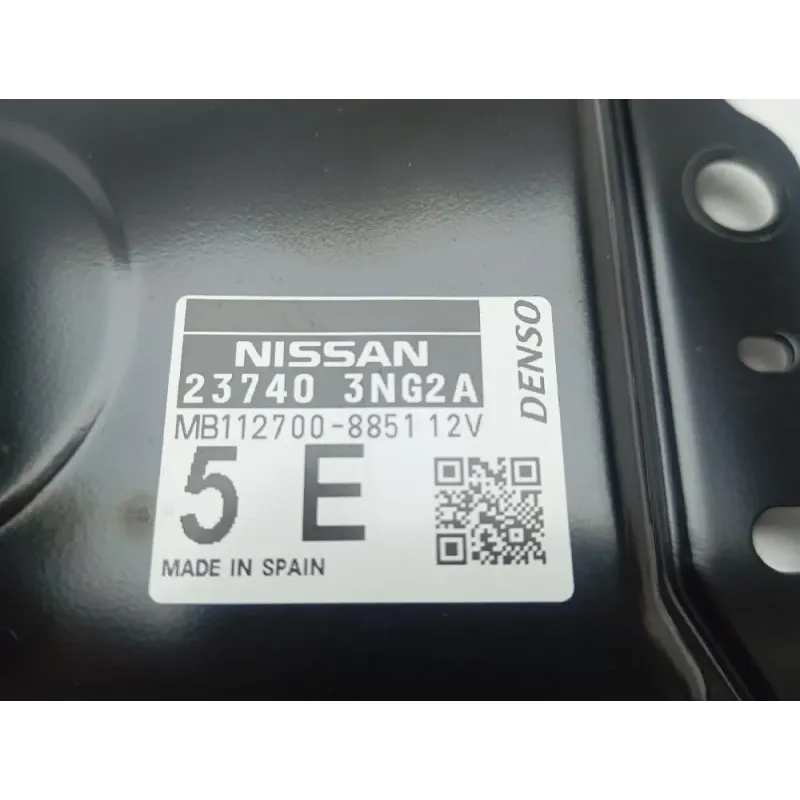 NISSAN
23740 3NG2A
MB112700-8851 12V
5 E
MADE IN SPAIN
DENSO